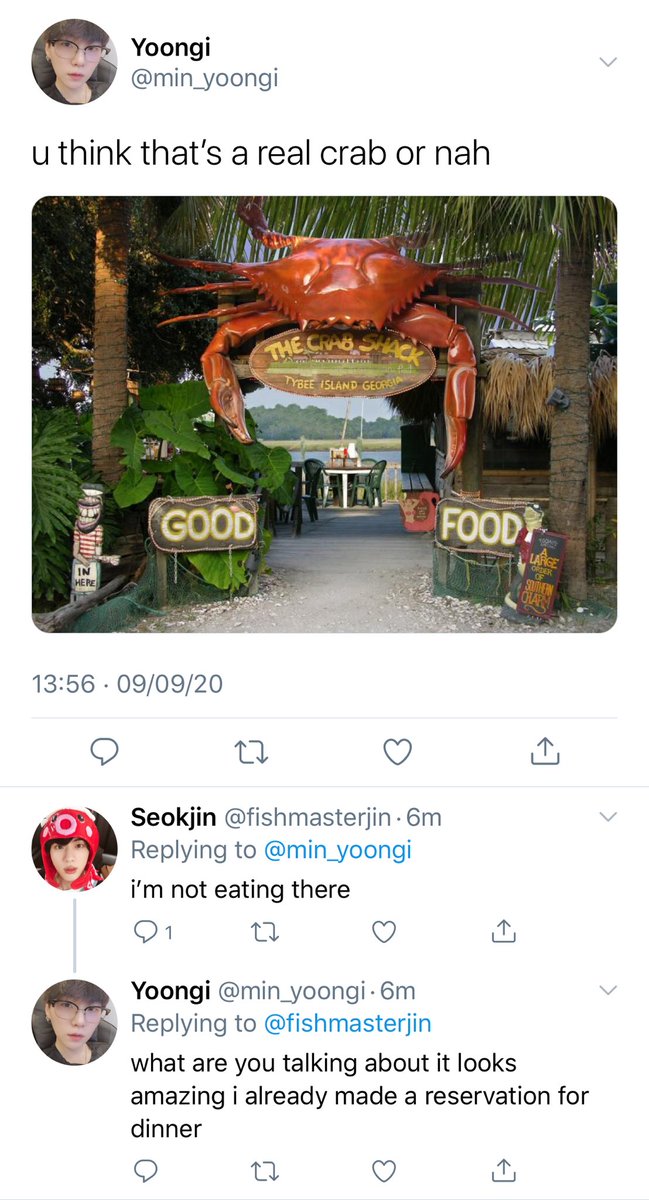 Yoongi
@min_yoongi
u think that’s a real crab or nah
THE CRAB SHACK
TYBEE ISLAND GEORGIA
GOOD
FOOD
IN
HERE
A
LARGE
ORDER
OF
SOUTHERN
13:56 · 09/09/20
Seokjin @fishmasterjin · 6m
Replying to @min_yoongi
i’m not eating there
1
Yoongi @min_yoongi · 6m
Replying to @fishmasterjin
what are you talking about it looks
amazing i already made a reservation for
dinner